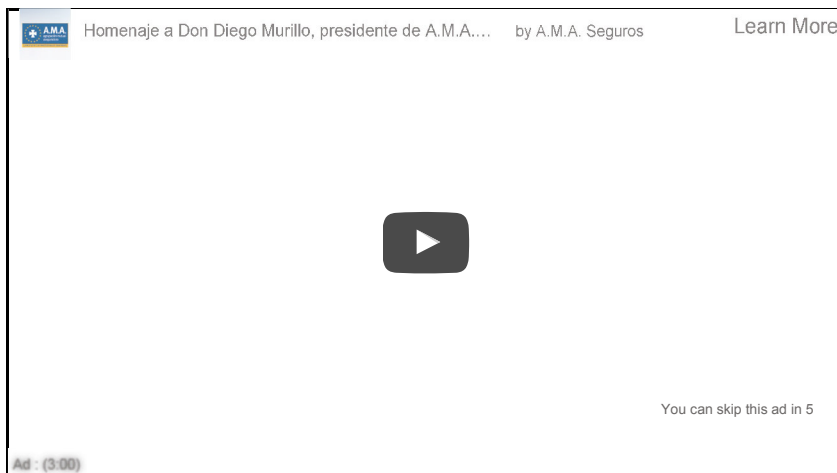 A.M.A.
Homenaje a Don Diego Murillo, presidente de A.M.A.... by A.M.A. Seguros
Learn More
You can skip this ad in 5
Ad : (3:00)